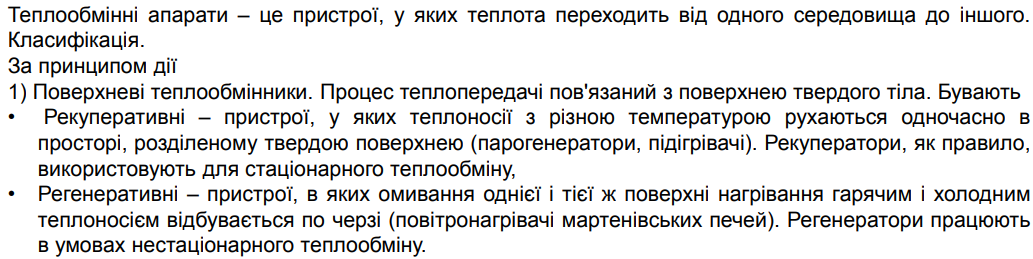 Теплообмінні апарати – це пристрої, у яких теплота переходить від одного середовища до іншого.
Класифікація.
За принципом дії
1) Поверхневі теплообмінники. Процес теплопередачі пов'язаний з поверхнею твердого тіла. Бувають
• Рекуперативні – пристрої, у яких теплоносії з різною температурою рухаються одночасно в
просторі, розділеному твердою поверхнею (парогенератори, підігрівачі). Рекуператори, як правило,
використовують для стаціонарного теплообміну,
• Регенеративні – пристрої, в яких омивання однієї і тієї ж поверхні нагрівання гарячим і холодним
теплоносієм відбувається по черзі (повітронагрівачі мартенівських печей). Регенератори працюють
в умовах нестаціонарного теплообміну.